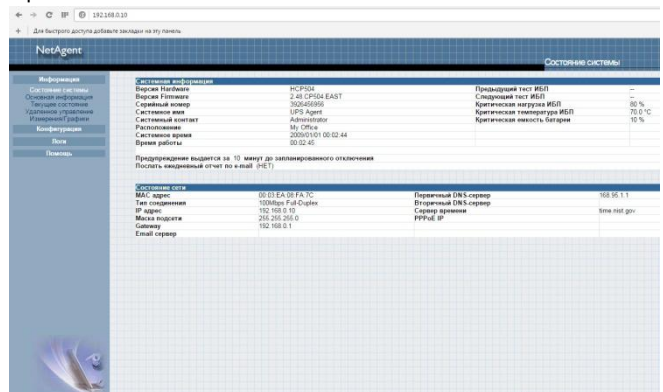 192.168.0.10
Для быстрого доступа добавьте закладки на эту панель
NetAgent
Состояние системы
Информация
Состояние системы
Основная информация
Текущее состояние
Удаленное управление
Измерения/Графики
Конфигурация
Логи
Помощь
Системная информация
Версия Hardware HCP504 Предыдущий тест ИБП --
Версия Firmware 2.48.CP504.EAST Следующий тест ИБП --
Серийный номер 3926456956 Критическая нагрузка ИБП 80 %
Системное имя UPS Agent Критическая температура ИБП 70.0 °C
Системный контакт Administrator Критическая емкость батареи 10 %
Расположение My Office
Системное время 2009/01/01 00:02:44
Время работы 00:02:45
Предупреждение выдается за 10 минут до запланированного отключения
Послать ежедневный отчет по e-mail (НЕТ)
Состояние сети
MAC адрес 00:03:EA:08:FA:7C Первичный DNS-сервер 168.95.1.1
Тип соединения 100Mbps Full-Duplex Вторичный DNS-сервер
IP адрес 192.168.0.10 Сервер времени time.nist.gov
Маска подсети 255.255.255.0 PPPoE IP
Gateway 192.168.0.1
Email сервер